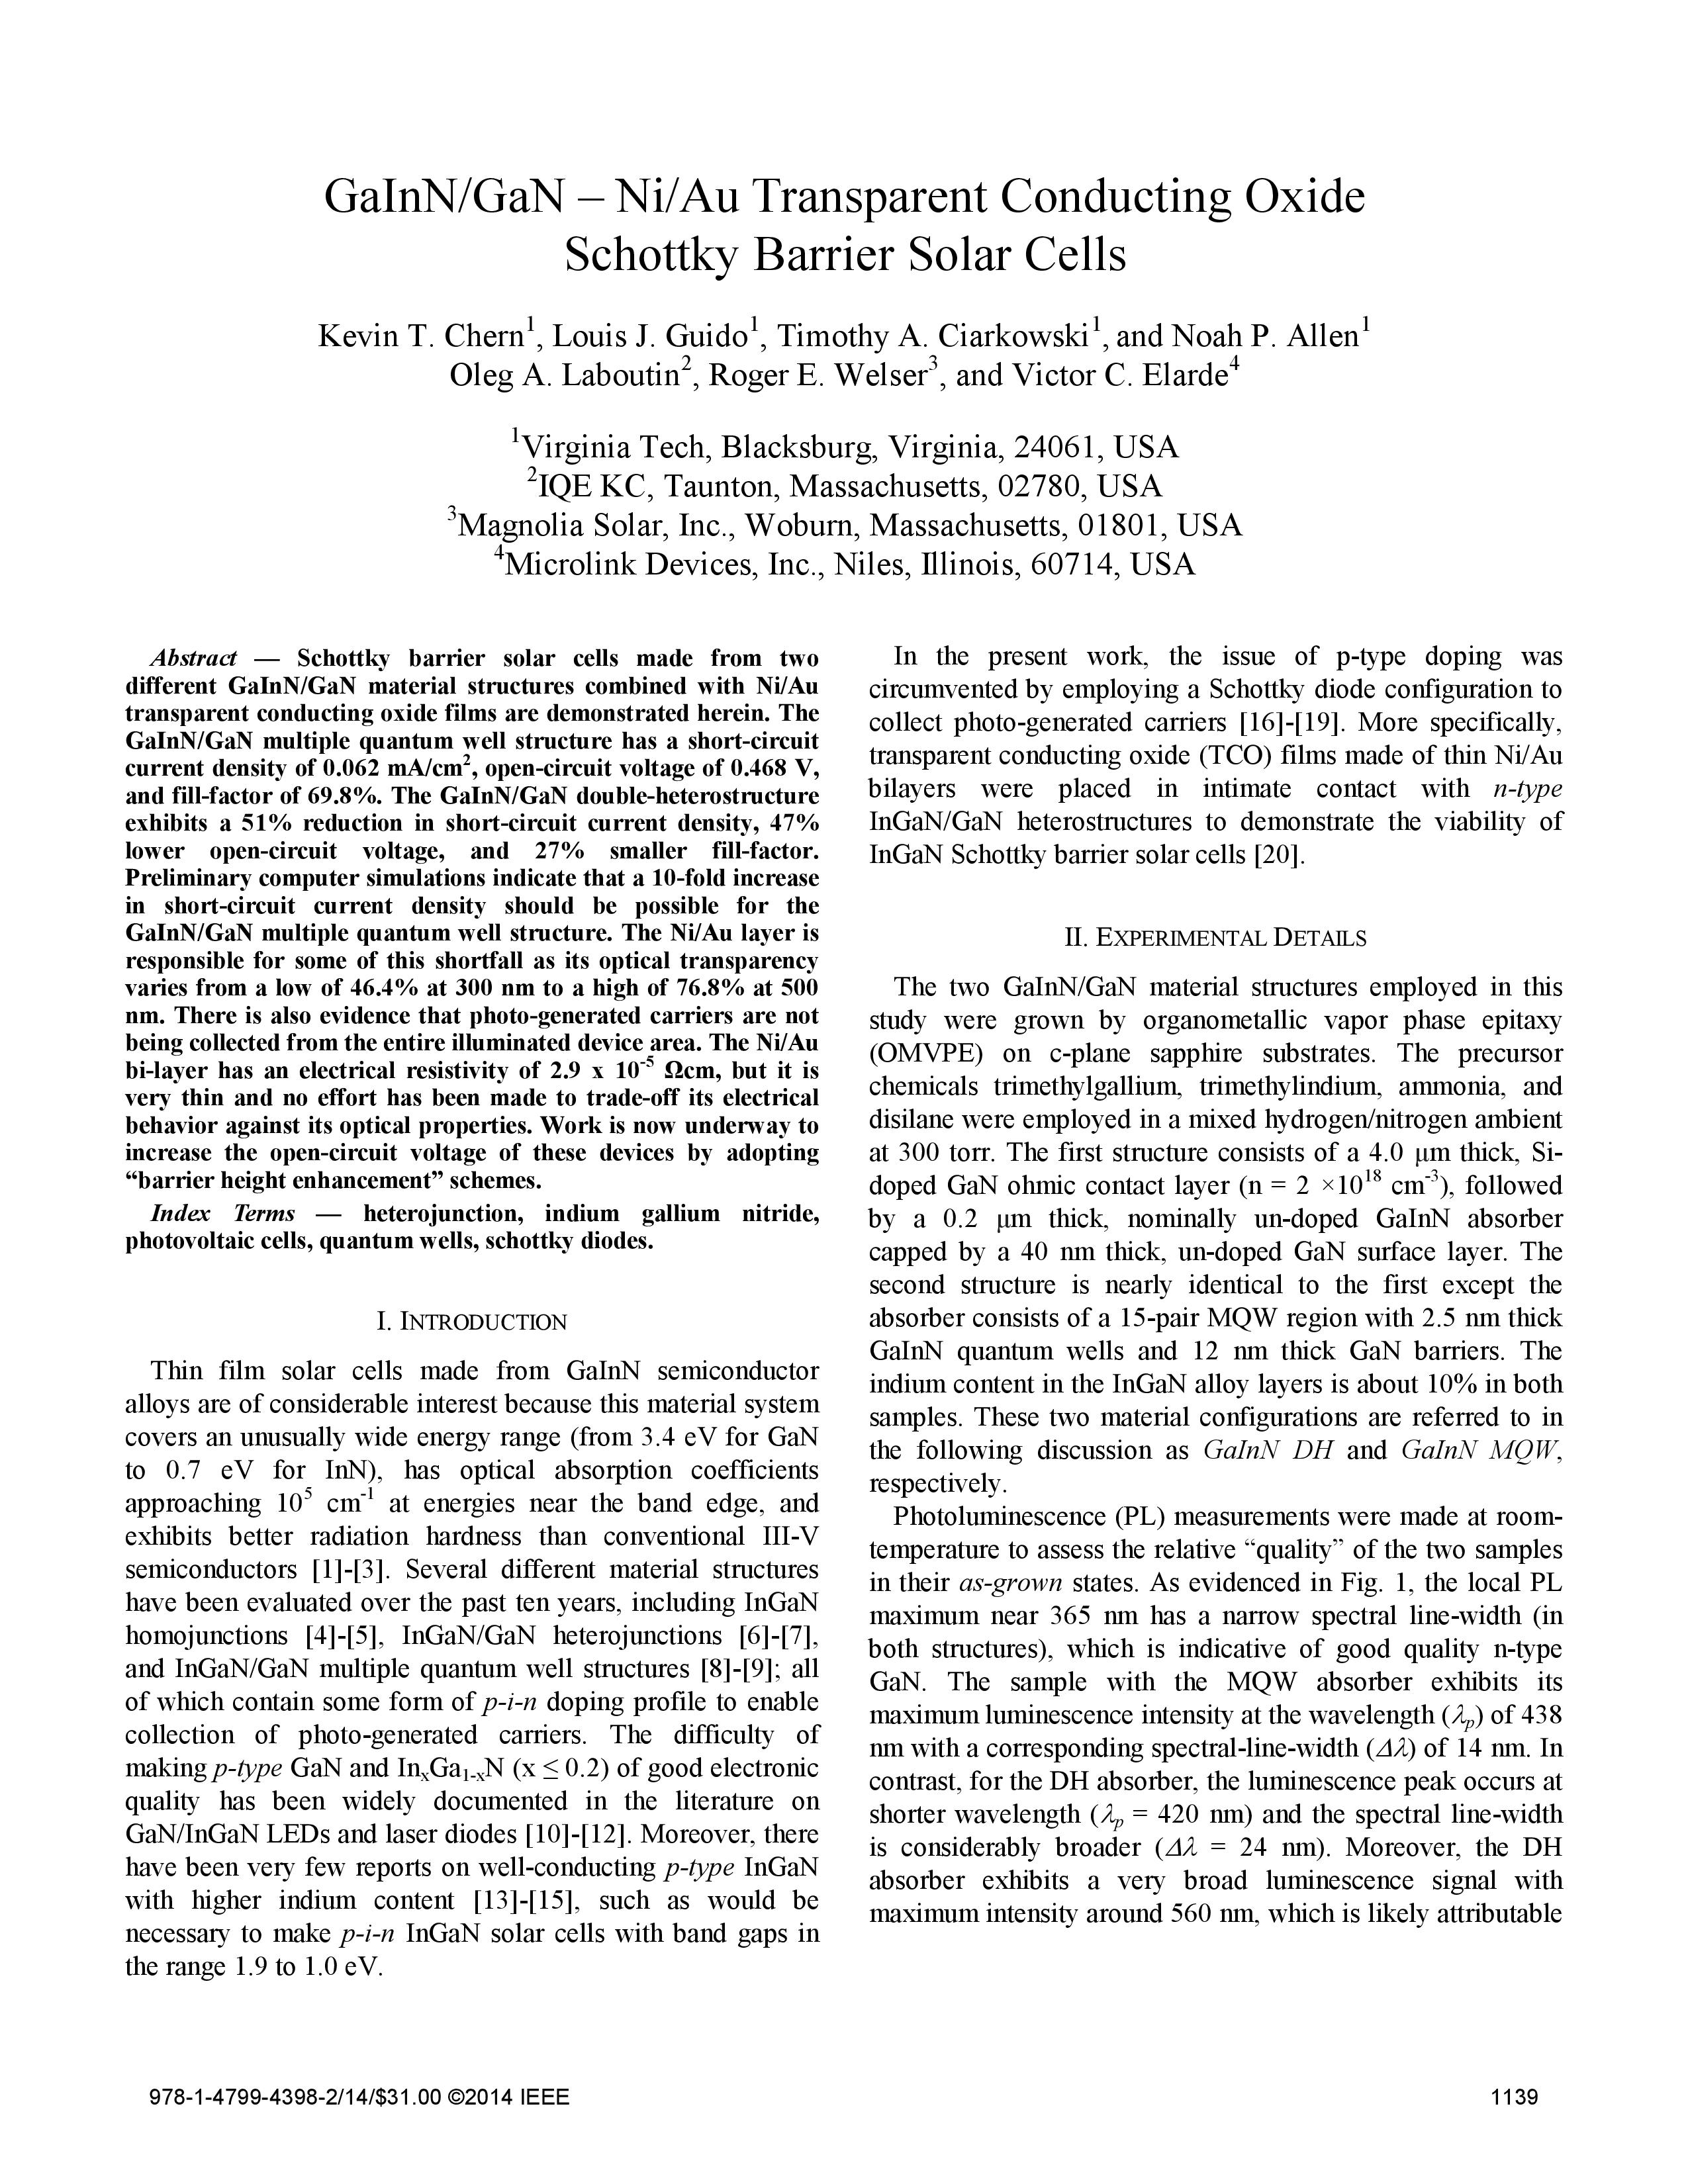 GaInN/GaN – Ni/Au Transparent Conducting Oxide
Schottky Barrier Solar Cells
Kevin T. Chern1, Louis J. Guido1, Timothy A. Ciarkowski1, and Noah P. Allen1
Oleg A. Laboutin2, Roger E. Welser3, and Victor C. Elarde4
1Virginia Tech, Blacksburg, Virginia, 24061, USA
2IQE KC, Taunton, Massachusetts, 02780, USA
3Magnolia Solar, Inc., Woburn, Massachusetts, 01801, USA
4Microlink Devices, Inc., Niles, Illinois, 60714, USA
Abstract — Schottky barrier solar cells made from two
different GaInN/GaN material structures combined with Ni/Au
transparent conducting oxide films are demonstrated herein. The
GaInN/GaN multiple quantum well structure has a short-circuit
current density of 0.062 mA/cm2, open-circuit voltage of 0.468 V,
and fill-factor of 69.8%. The GaInN/GaN double-heterostructure
exhibits a 51% reduction in short-circuit current density, 47%
lower open-circuit voltage, and 27% smaller fill-factor.
Preliminary computer simulations indicate that a 10-fold increase
in short-circuit current density should be possible for the
GaInN/GaN multiple quantum well structure. The Ni/Au layer is
responsible for some of this shortfall as its optical transparency
varies from a low of 46.4% at 300 nm to a high of 76.8% at 500
nm. There is also evidence that photo-generated carriers are not
being collected from the entire illuminated device area. The Ni/Au
bi-layer has an electrical resistivity of 2.9 x 10-5 Ωcm, but it is
very thin and no effort has been made to trade-off its electrical
behavior against its optical properties. Work is now underway to
increase the open-circuit voltage of these devices by adopting
“barrier height enhancement” schemes.
Index Terms — heterojunction, indium gallium nitride,
photovoltaic cells, quantum wells, schottky diodes.
I. INTRODUCTION
Thin film solar cells made from GaInN semiconductor
alloys are of considerable interest because this material system
covers an unusually wide energy range (from 3.4 eV for GaN
to 0.7 eV for InN), has optical absorption coefficients
approaching 105 cm-1 at energies near the band edge, and
exhibits better radiation hardness than conventional III-V
semiconductors [1]-[3]. Several different material structures
have been evaluated over the past ten years, including InGaN
homojunctions [4]-[5], InGaN/GaN heterojunctions [6]-[7],
and InGaN/GaN multiple quantum well structures [8]-[9]; all
of which contain some form of p-i-n doping profile to enable
collection of photo-generated carriers. The difficulty of
making p-type GaN and InxGa1-xN (x ≤ 0.2) of good electronic
quality has been widely documented in the literature on
GaN/InGaN LEDs and laser diodes [10]-[12]. Moreover, there
have been very few reports on well-conducting p-type InGaN
with higher indium content [13]-[15], such as would be
necessary to make p-i-n InGaN solar cells with band gaps in
the range 1.9 to 1.0 eV.
In the present work, the issue of p-type doping was
circumvented by employing a Schottky diode configuration to
collect photo-generated carriers [16]-[19]. More specifically,
transparent conducting oxide (TCO) films made of thin Ni/Au
bilayers were placed in intimate contact with n-type
InGaN/GaN heterostructures to demonstrate the viability of
InGaN Schottky barrier solar cells [20].
II. EXPERIMENTAL DETAILS
The two GaInN/GaN material structures employed in this
study were grown by organometallic vapor phase epitaxy
(OMVPE) on c-plane sapphire substrates. The precursor
chemicals trimethylgallium, trimethylindium, ammonia, and
disilane were employed in a mixed hydrogen/nitrogen ambient
at 300 torr. The first structure consists of a 4.0 μm thick, Si-
doped GaN ohmic contact layer (n = 2 ×1018 cm-3), followed
by a 0.2 μm thick, nominally un-doped GaInN absorber
capped by a 40 nm thick, un-doped GaN surface layer. The
second structure is nearly identical to the first except the
absorber consists of a 15-pair MQW region with 2.5 nm thick
GaInN quantum wells and 12 nm thick GaN barriers. The
indium content in the InGaN alloy layers is about 10% in both
samples. These two material configurations are referred to in
the following discussion as GaInN DH and GaInN MQW,
respectively.
Photoluminescence (PL) measurements were made at room-
temperature to assess the relative “quality” of the two samples
in their as-grown states. As evidenced in Fig. 1, the local PL
maximum near 365 nm has a narrow spectral line-width (in
both structures), which is indicative of good quality n-type
GaN. The sample with the MQW absorber exhibits its
maximum luminescence intensity at the wavelength (λp) of 438
nm with a corresponding spectral-line-width (Δλ) of 14 nm. In
contrast, for the DH absorber, the luminescence peak occurs at
shorter wavelength (λp = 420 nm) and the spectral line-width
is considerably broader (Δλ = 24 nm). Moreover, the DH
absorber exhibits a very broad luminescence signal with
maximum intensity around 560 nm, which is likely attributable
978-1-4799-4398-2/14/$31.00 ©2014 IEEE
1139